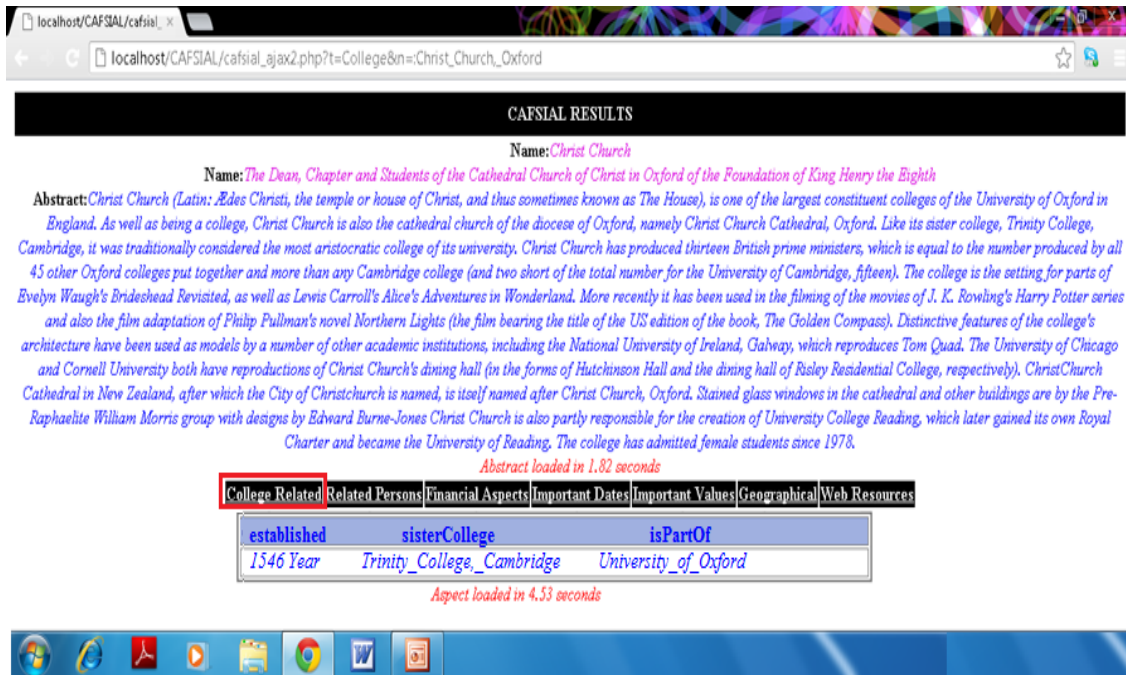 localhost/CAFSIAL/cafsial_ ×
localhost/CAFSIAL/cafsial_ajax2.php?t=College&n=:Christ_Church,_Oxford
CAFSIAL RESULTS
Name:Christ Church
Name:The Dean, Chapter and Students of the Cathedral Church of Christ in Oxford of the Foundation of King Henry the Eighth
Abstract:Christ Church (Latin: Ædes Christi, the temple or house of Christ, and thus sometimes known as The House), is one of the largest constituent colleges of the University of Oxford in
England. As well as being a college, Christ Church is also the cathedral church of the diocese of Oxford, namely Christ Church Cathedral, Oxford. Like its sister college, Trinity College,
Cambridge, it was traditionally considered the most aristocratic college of its university. Christ Church has produced thirteen British prime ministers, which is equal to the number produced by all
45 other Oxford colleges put together and more than any Cambridge college (and two short of the total number for the University of Cambridge, fifteen). The college is the setting for parts of
Evelyn Waugh's Brideshead Revisited, as well as Lewis Carroll's Alice's Adventures in Wonderland. More recently it has been used in the filming of the movies of J. K. Rowling's Harry Potter series
and also the film adaptation of Philip Pullman's novel Northern Lights (the film bearing the title of the US edition of the book, The Golden Compass). Distinctive features of the college's
architecture have been used as models by a number of other academic institutions, including the National University of Ireland, Galway, which reproduces Tom Quad. The University of Chicago
and Cornell University both have reproductions of Christ Church's dining hall (in the forms of Hutchinson Hall and the dining hall of Risley Residential College, respectively). ChristChurch
Cathedral in New Zealand, after which the City of Christchurch is named, is itself named after Christ Church, Oxford. Stained glass windows in the cathedral and other buildings are by the Pre-
Raphaelite William Morris group with designs by Edward Burne-Jones Christ Church is also partly responsible for the creation of University College Reading, which later gained its own Royal
Charter and became the University of Reading. The college has admitted female students since 1978.
Abstract loaded in 1.82 seconds
College Related Related Persons Financial Aspects Important Dates Important Values Geographical Web Resources
established sisterCollege isPartOf
1546 Year Trinity_College,_Cambridge University_of_Oxford
Aspect loaded in 4.53 seconds